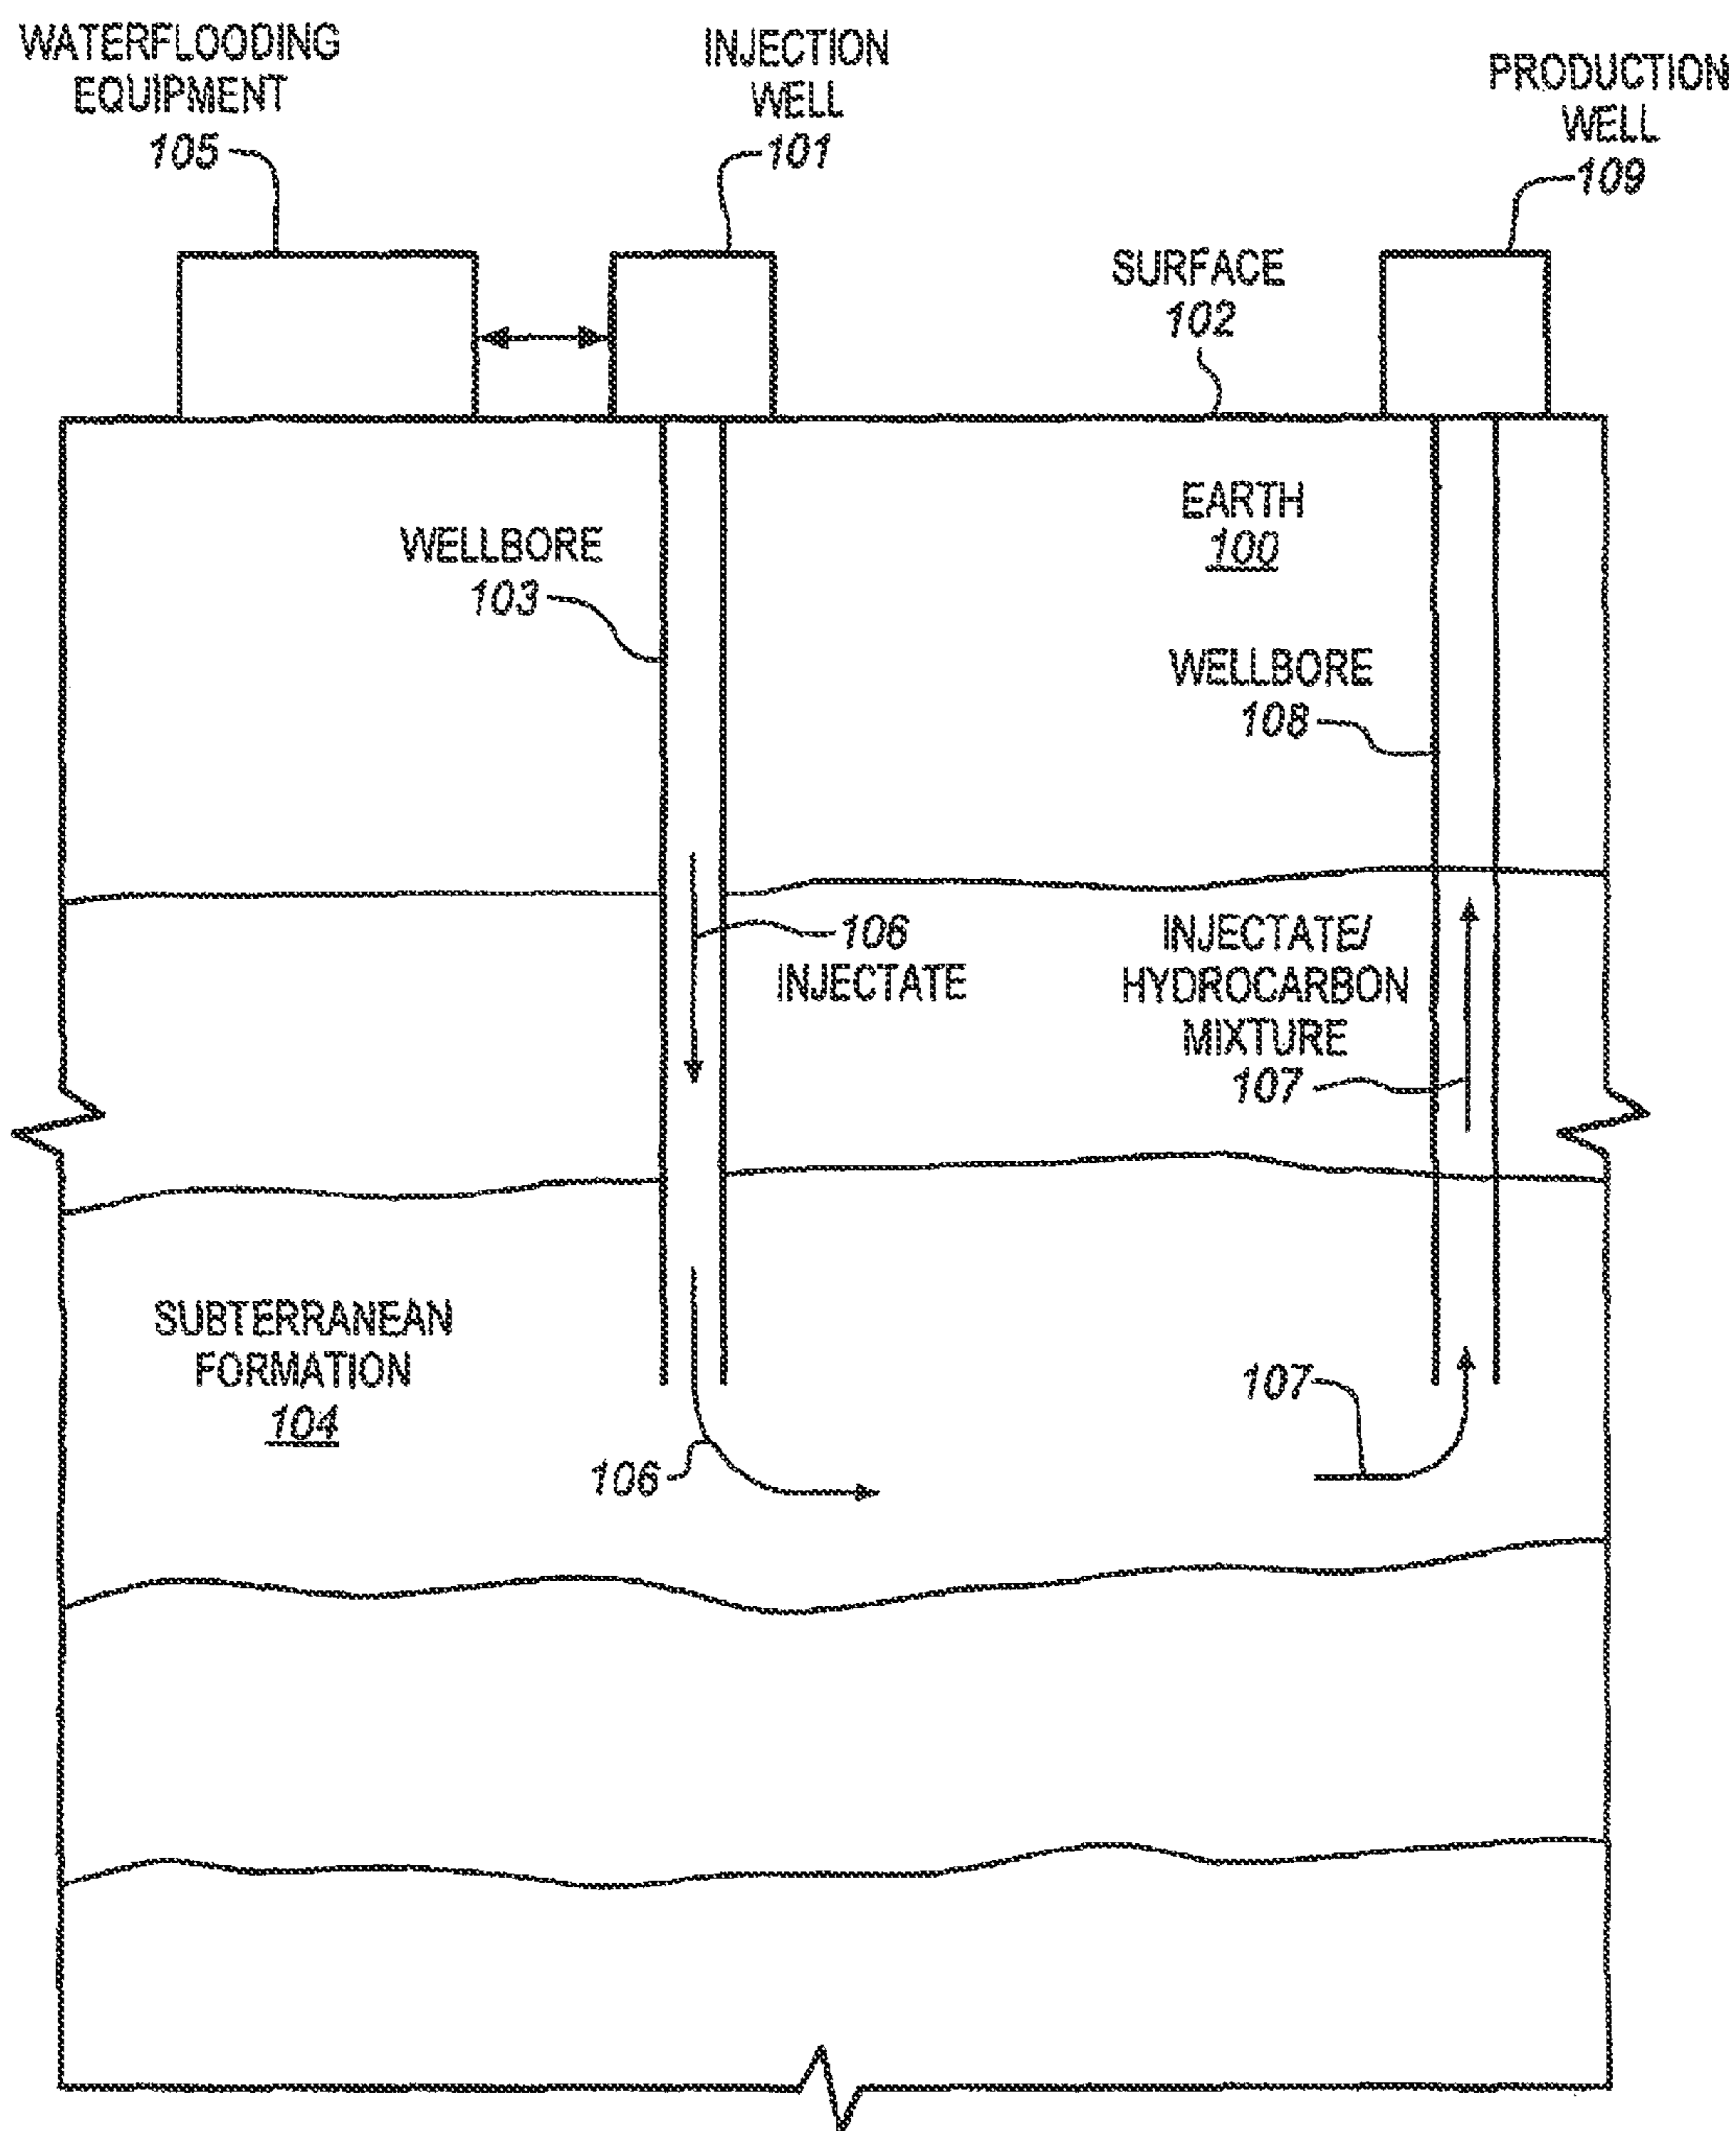 WATERFLOODING
EQUIPMENT
105
INJECTION
WELL
101
PRODUCTION
WELL
109
SURFACE
102
EARTH
100
WELLBORE
103
WELLBORE
108
106
INJECTATE
INJECTATE/
HYDROCARBON
MIXTURE
107
SUBTERRANEAN
FORMATION
104
106
107